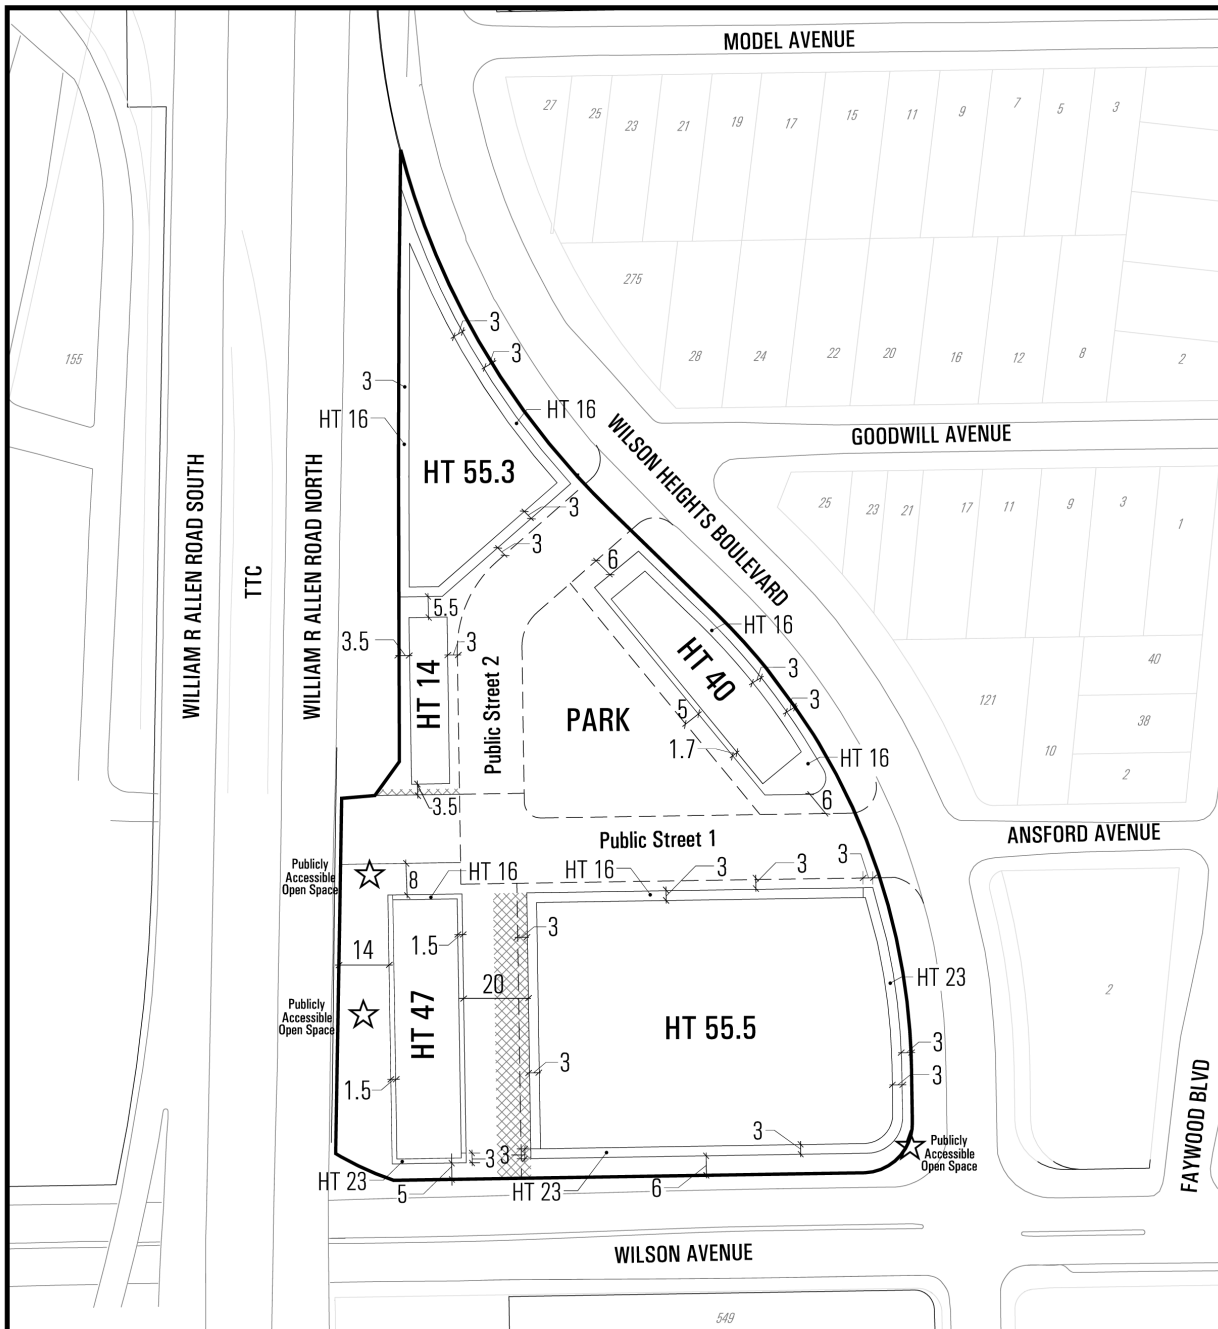 MODEL AVENUE
27
25
23
21
19
17
15
11
9
7
5
3
275
28
24
22
20
16
12
8
2
155
3
3
3
HT 16
HT 16
WILSON HEIGHTS BOULEVARD
GOODWILL AVENUE
HT 55.3
25
23
21
17
11
9
3
1
3
3
WILLIAM R ALLEN ROAD SOUTH
TTC
WILLIAM R ALLEN ROAD NORTH
6
5.5
3.5
3
HT 14
Public Street 2
HT 16
HT 40
3
3
PARK
5
1.7
HT 16
6
3.5
121
10
40
38
2
Public Street 1
ANSFORD AVENUE
Publicly
Accessible
Open Space
8
HT 16
HT 16
3
3
3
14
1.5
3
20
HT 23
Publicly
Accessible
Open Space
HT 47
HT 55.5
2
3
3
3
1.5
3
3
3
Publicly
Accessible
Open Space
HT 23
5
HT 23
6
FAYWOOD BLVD
WILSON AVENUE
549